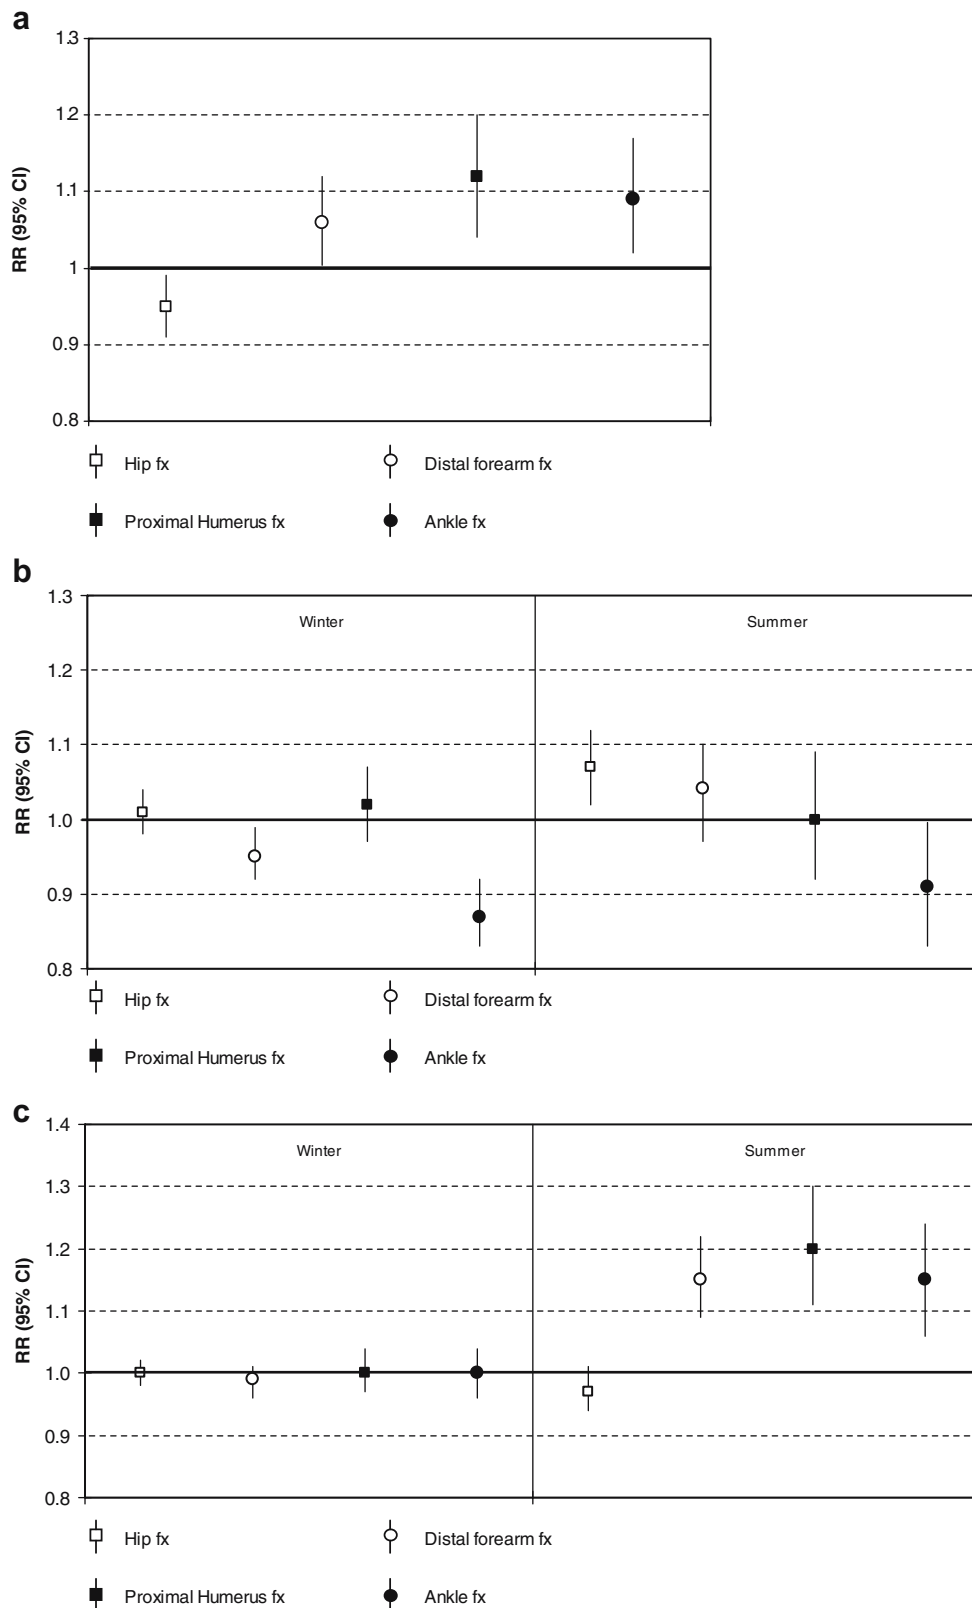 a
1.3
1.2
1.1
1
0.9
0.8
RR (95% CI)
Hip fx
Distal forearm fx
Proximal Humerus fx
Ankle fx
b
1.3
1.2
1.1
1.0
0.9
0.8
RR (95% CI)
Winter
Summer
Hip fx
Distal forearm fx
Proximal Humerus fx
Ankle fx
c
1.4
1.3
1.2
1.1
1.0
0.9
0.8
RR (95% CI)
Winter
Summer
Hip fx
Distal forearm fx
Proximal Humerus fx
Ankle fx